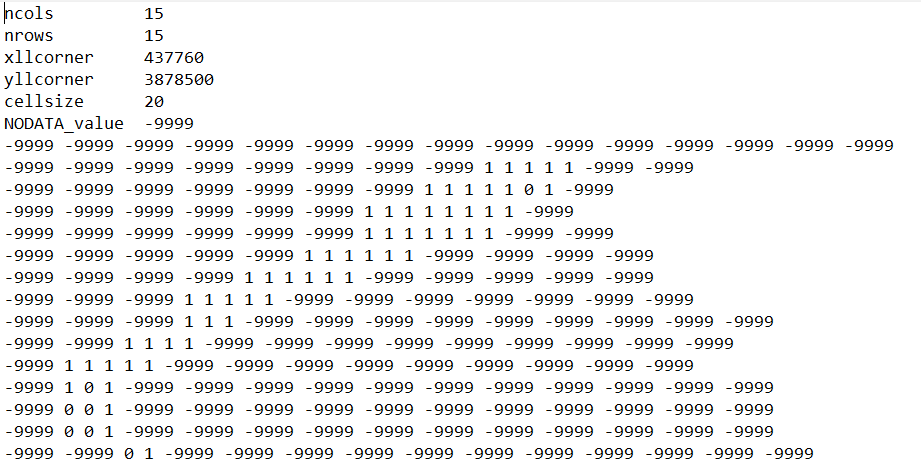 ncols 15
nrows 15
xllcorner 437760
yllcorner 3878500
cellsize 20
NODATA_value -9999
-9999 -9999 -9999 -9999 -9999 -9999 -9999 -9999 -9999 -9999 -9999 -9999 -9999 -9999 -9999
-9999 -9999 -9999 -9999 -9999 -9999 -9999 -9999 1 1 1 1 1 -9999 -9999
-9999 -9999 -9999 -9999 -9999 -9999 -9999 1 1 1 1 1 0 1 -9999
-9999 -9999 -9999 -9999 -9999 -9999 1 1 1 1 1 1 1 1 -9999
-9999 -9999 -9999 -9999 -9999 -9999 1 1 1 1 1 1 1 -9999 -9999
-9999 -9999 -9999 -9999 -9999 1 1 1 1 1 1 -9999 -9999 -9999 -9999
-9999 -9999 -9999 -9999 1 1 1 1 1 1 -9999 -9999 -9999 -9999 -9999
-9999 -9999 -9999 1 1 1 1 1 -9999 -9999 -9999 -9999 -9999 -9999 -9999
-9999 -9999 -9999 1 1 1 -9999 -9999 -9999 -9999 -9999 -9999 -9999 -9999 -9999
-9999 -9999 1 1 1 1 -9999 -9999 -9999 -9999 -9999 -9999 -9999 -9999 -9999
-9999 1 1 1 1 1 -9999 -9999 -9999 -9999 -9999 -9999 -9999 -9999 -9999
-9999 1 0 1 -9999 -9999 -9999 -9999 -9999 -9999 -9999 -9999 -9999 -9999 -9999
-9999 0 0 1 -9999 -9999 -9999 -9999 -9999 -9999 -9999 -9999 -9999 -9999 -9999
-9999 0 0 1 -9999 -9999 -9999 -9999 -9999 -9999 -9999 -9999 -9999 -9999 -9999
-9999 -9999 0 1 -9999 -9999 -9999 -9999 -9999 -9999 -9999 -9999 -9999 -9999 -9999